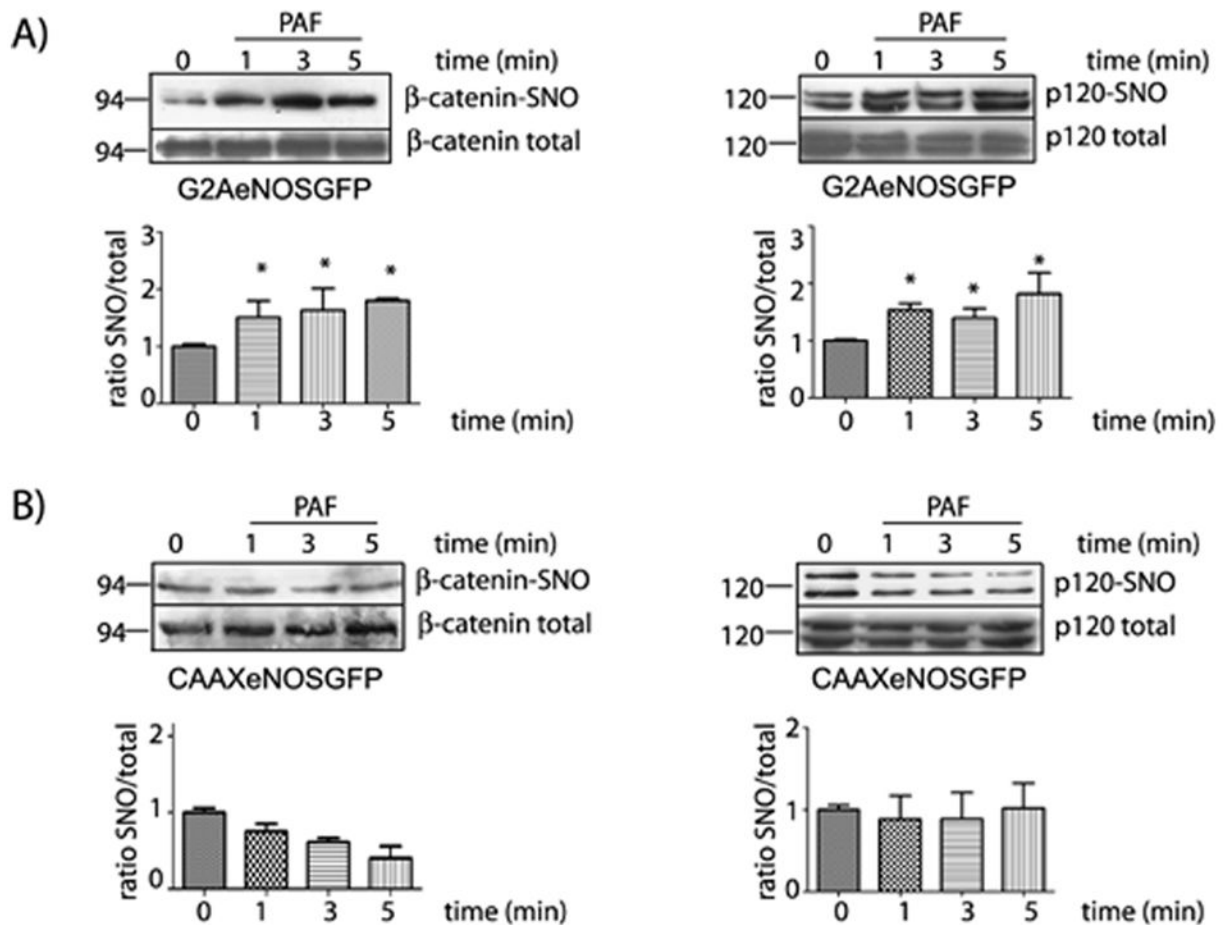 A)
PAF
0 1 3 5 time (min)
94 β-catenin-SNO
94 β-catenin total
G2AeNOSGFP
ratio SNO/total
3
2
1
0
* * *
0 1 3 5 time (min)
PAF
0 1 3 5 time (min)
120 p120-SNO
120 p120 total
G2AeNOSGFP
ratio SNO/total
3
2
1
0
* * *
0 1 3 5 time (min)
B)
PAF
0 1 3 5 time (min)
94 β-catenin-SNO
94 β-catenin total
CAAXeNOSGFP
ratio SNO/total
2
1
0
0 1 3 5 time (min)
PAF
0 1 3 5 time (min)
120 p120-SNO
120 p120 total
CAAXeNOSGFP
ratio SNO/total
2
1
0
0 1 3 5 time (min)